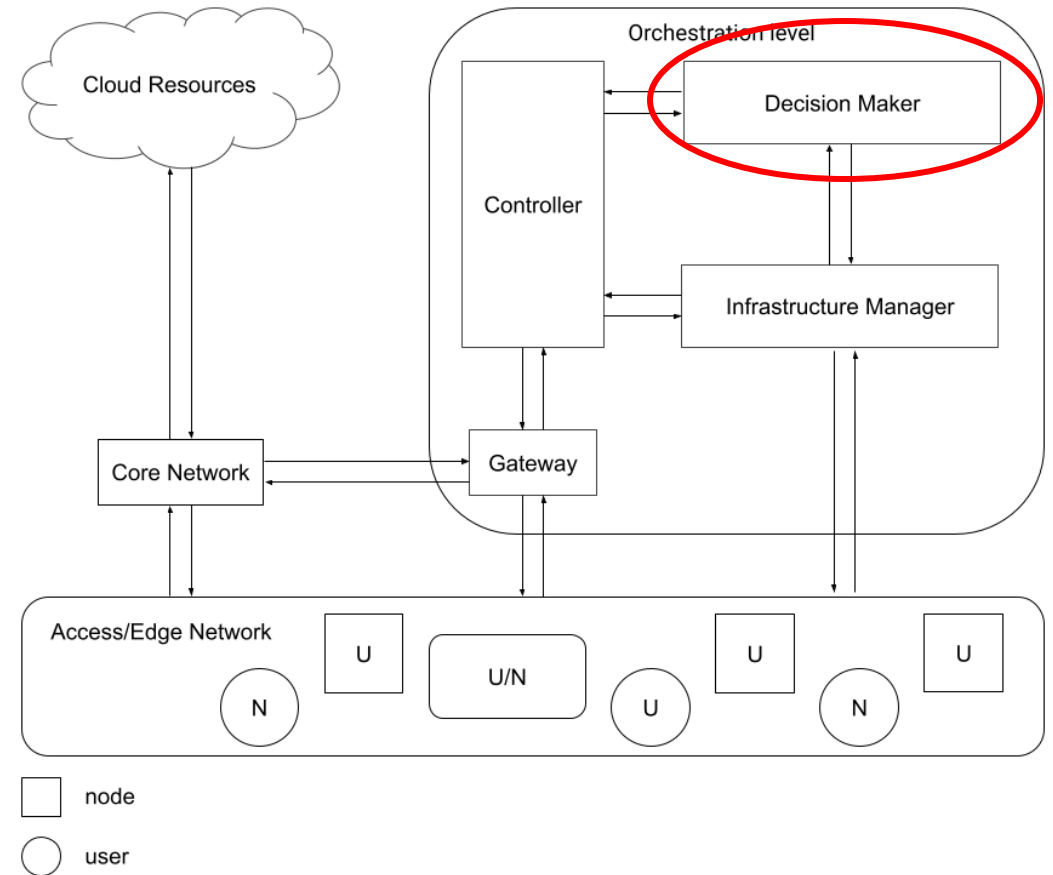 Orchestration level
Cloud Resources
Decision Maker
Controller
Infrastructure Manager
Core Network
Gateway
Access/Edge Network
U
U
U
U/N
N
U
N
node
user